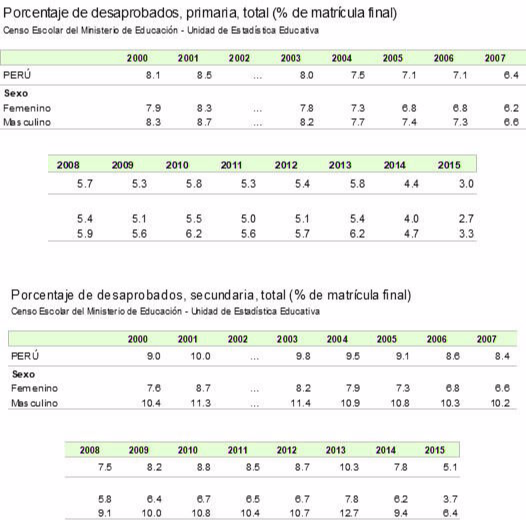 Porcentaje de desaprobados, primaria, total (% de matrícula final)
Censo Escolar del Ministerio de Educación - Unidad de Estadística Educativa
2000 2001 2002 2003 2004 2005 2006 2007
PERÚ 8.1 8.5 ... 8.0 7.5 7.1 7.1 6.4
Sexo
Femenino 7.9 8.3 ... 7.8 7.3 6.8 6.8 6.2
Masculino 8.3 8.7 ... 8.2 7.7 7.4 7.3 6.6
2008 2009 2010 2011 2012 2013 2014 2015
5.7 5.3 5.8 5.3 5.4 5.8 4.4 3.0
5.4 5.1 5.5 5.0 5.1 5.4 4.0 2.7
5.9 5.6 6.2 5.6 5.7 6.2 4.7 3.3
Porcentaje de desaprobados, secundaria, total (% de matrícula final)
Censo Escolar del Ministerio de Educación - Unidad de Estadística Educativa
2000 2001 2002 2003 2004 2005 2006 2007
PERÚ 9.0 10.0 ... 9.8 9.5 9.1 8.6 8.4
Sexo
Femenino 7.6 8.7 ... 8.2 7.9 7.3 6.8 6.6
Masculino 10.4 11.3 ... 11.4 10.9 10.8 10.3 10.2
2008 2009 2010 2011 2012 2013 2014 2015
7.5 8.2 8.8 8.5 8.7 10.3 7.8 5.1
5.8 6.4 6.7 6.5 6.7 7.8 6.2 3.7
9.1 10.0 10.8 10.4 10.7 12.7 9.4 6.4